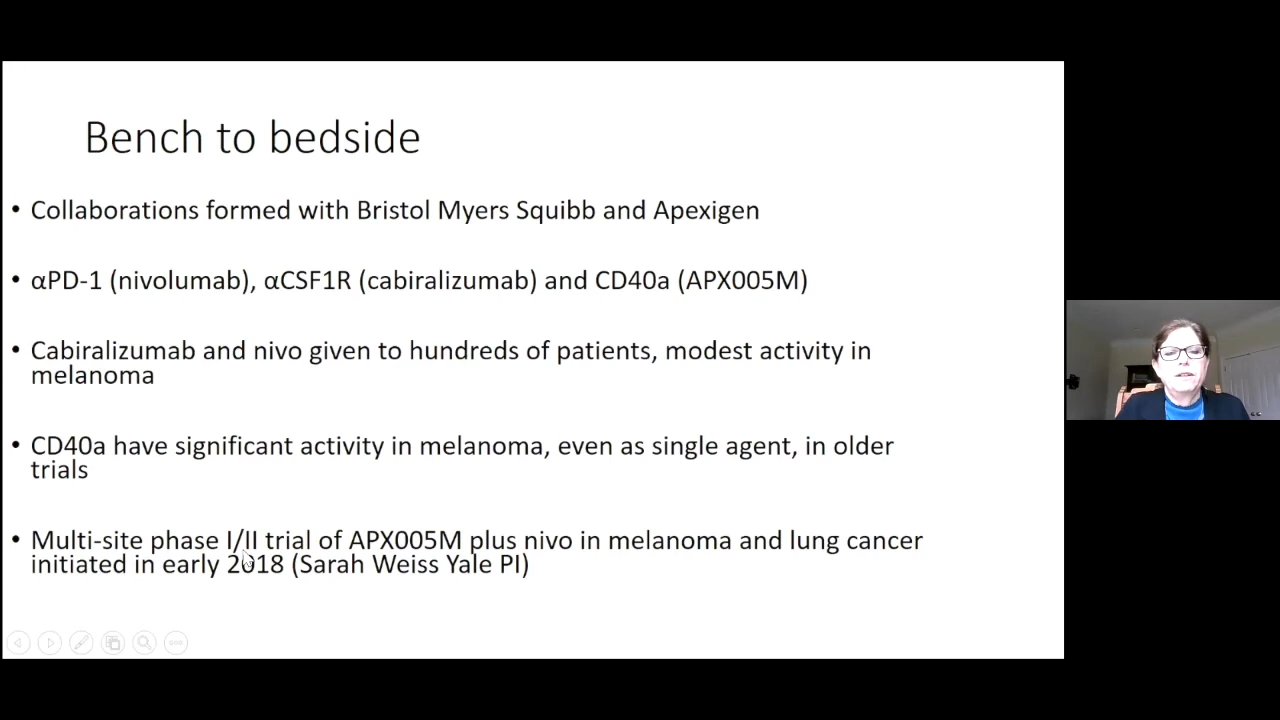 Bench to bedside
• Collaborations formed with Bristol Myers Squibb and Apexigen
• αPD-1 (nivolumab), αCSF1R (cabiralizumab) and CD40a (APX005M)
• Cabiralizumab and nivo given to hundreds of patients, modest activity in
melanoma
• CD40a have significant activity in melanoma, even as single agent, in older
trials
• Multi-site phase I/II trial of APX005M plus nivo in melanoma and lung cancer
initiated in early 2018 (Sarah Weiss Yale PI)